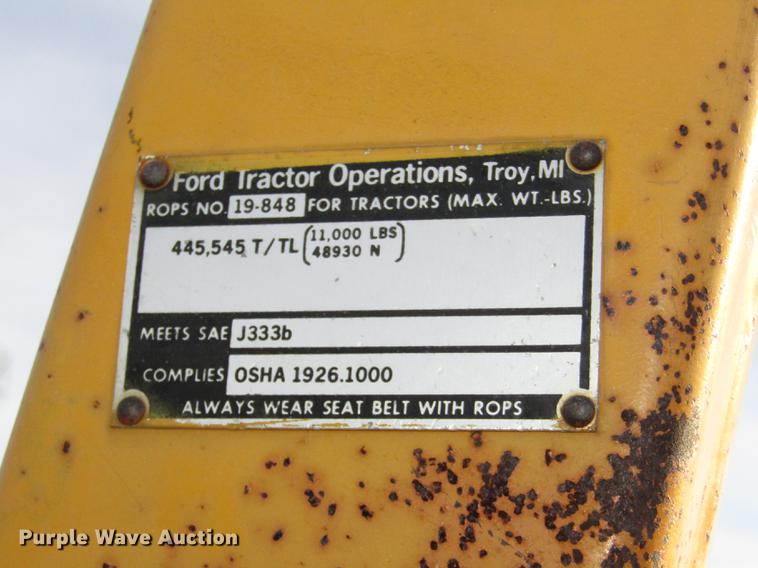 Ford Tractor Operations, Troy, MI
ROPS NO. 19-848 FOR TRACTORS (MAX. WT.-LBS.)
445,545 T/TL (11,000 LBS
48930 N)
MEETS SAE J333b
COMPLIES OSHA 1926.1000
ALWAYS WEAR SEAT BELT WITH ROPS
Purple Wave Auction